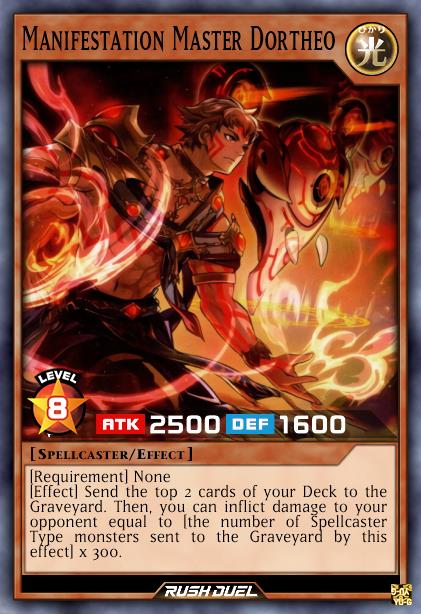 Manifestation Master Dortheo
ひかり
光
LEVEL
8
ATK 2500 DEF 1600
[Spellcaster/Effect]
[Requirement] None
[Effect] Send the top 2 cards of your Deck to the
Graveyard. Then, you can inflict damage to your
opponent equal to [the number of Spellcaster
Type monsters sent to the Graveyard by this
effect] x 300.
RUSH DUEL